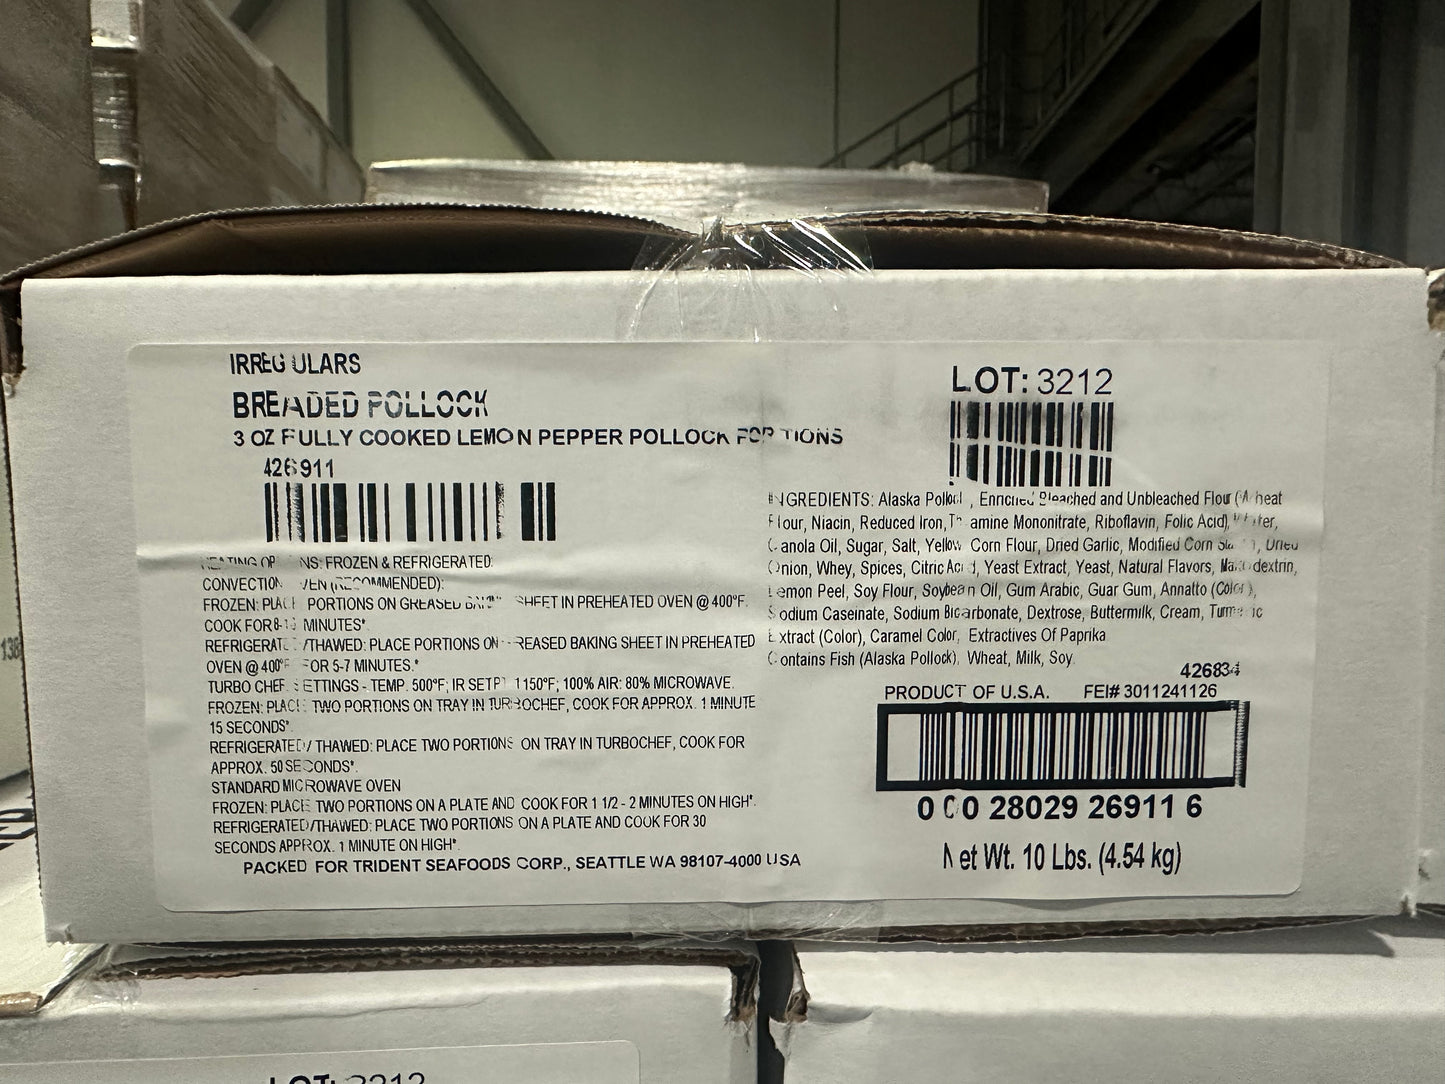 IRREGULARS
BREADED POLLOCK
3 OZ FULLY COOKED LEMON PEPPER POLLOCK PORTIONS
426911
HEATING OPTIONS: FROZEN & REFRIGERATED:
CONVECTION OVEN (RECOMMENDED):
FROZEN: PLACE PORTIONS ON GREASED BAKING SHEET IN PREHEATED OVEN @ 400°F.
COOK FOR MINUTES*.
REFRIGERATED/THAWED: PLACE PORTIONS ON GREASED BAKING SHEET IN PREHEATED
OVEN @ 400°F FOR 5-7 MINUTES.*
TURBO CHEF SETTINGS - TEMP. 500°F; IR SETPT 1150°F; 100% AIR: 80% MICROWAVE.
FROZEN: PLACE TWO PORTIONS ON TRAY IN TURBOCHEF, COOK FOR APPROX. 1 MINUTE
15 SECONDS*.
REFRIGERATED/THAWED: PLACE TWO PORTIONS ON TRAY IN TURBOCHEF, COOK FOR
APPROX. 50 SECONDS*.
STANDARD MICROWAVE OVEN
FROZEN: PLACE TWO PORTIONS ON A PLATE AND COOK FOR 1 1/2 - 2 MINUTES ON HIGH*.
REFRIGERATED/THAWED: PLACE TWO PORTIONS ON A PLATE AND COOK FOR 30
SECONDS APPROX. 1 MINUTE ON HIGH*.
PACKED FOR TRIDENT SEAFOODS CORP., SEATTLE WA 98107-4000 USA
LOT: 3212
INGREDIENTS: Alaska Pollock, Enriched Bleached and Unbleached Flour (Wheat
Flour, Niacin, Reduced Iron, Thiamine Mononitrate, Riboflavin, Folic Acid), Water,
Canola Oil, Sugar, Salt, Yellow Corn Flour, Dried Garlic, Modified Corn Starch, Dried
Onion, Whey, Spices, Citric Acid, Yeast Extract, Yeast, Natural Flavors, Maltodextrin,
Lemon Peel, Soy Flour, Soybean Oil, Gum Arabic, Guar Gum, Annatto (Color),
Sodium Caseinate, Sodium Bicarbonate, Dextrose, Buttermilk, Cream, Turmeric
Extract (Color), Caramel Color, Extractives Of Paprika
Contains Fish (Alaska Pollock), Wheat, Milk, Soy.
426834
PRODUCT OF U.S.A. FEI# 3011241126
0 00 28029 26911 6
Net Wt. 10 Lbs. (4.54 kg)
LOT: 3212